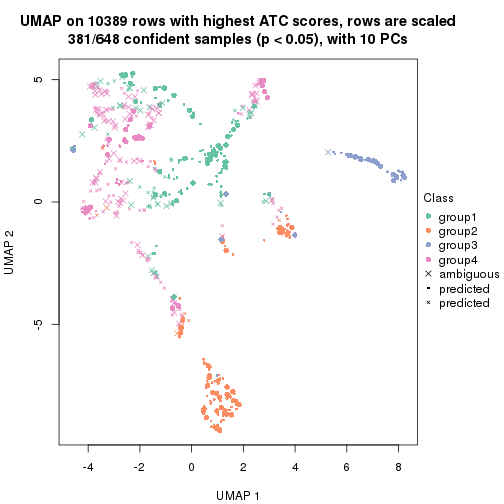 UMAP on 10389 rows with highest ATC scores, rows are scaled
381/648 confident samples (p < 0.05), with 10 PCs
5
0
-5
UMAP 2
-4 -2 0 2 4 6 8
UMAP 1
Class
group1
group2
group3
group4
ambiguous
predicted
predicted